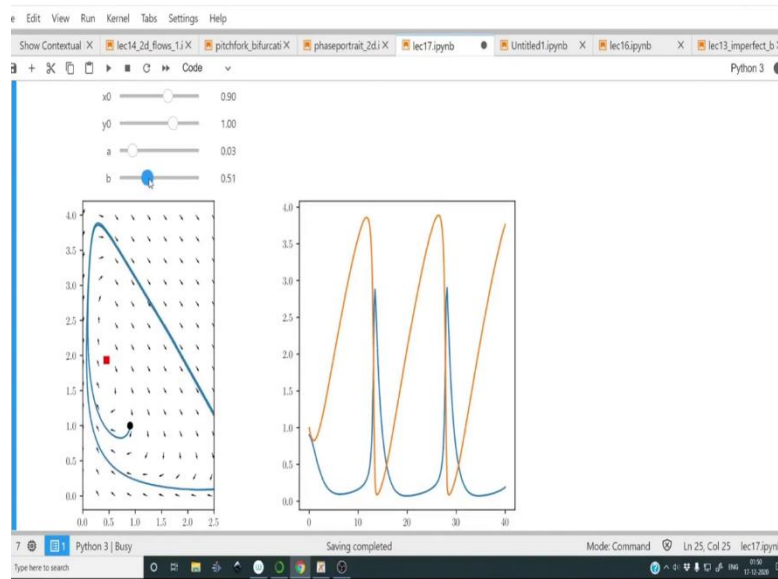 e Edit View Run Kernel Tabs Settings Help
Show Contextual X lec14_2d_flows_1.i X pitchfork_bifurcati X phaseportrait_2d.i X lec17.ipynb Untitled1.ipynb X lec16.ipynb X lec13_imperfect_b
Code Python 3
x0 0.90
y0 1.00
a 0.03
b 0.51
4.0
3.5
3.0
2.5
2.0
1.5
1.0
0.5
0.0
0.0 0.5 1.0 1.5 2.0 2.5
4.0
3.5
3.0
2.5
2.0
1.5
1.0
0.5
0.0
0 10 20 30 40
7 1 Python 3 | Busy Saving completed Mode: Command Ln 25, Col 25 lec17.ipyn
Type here to search ENG 01:50
17-12-2020